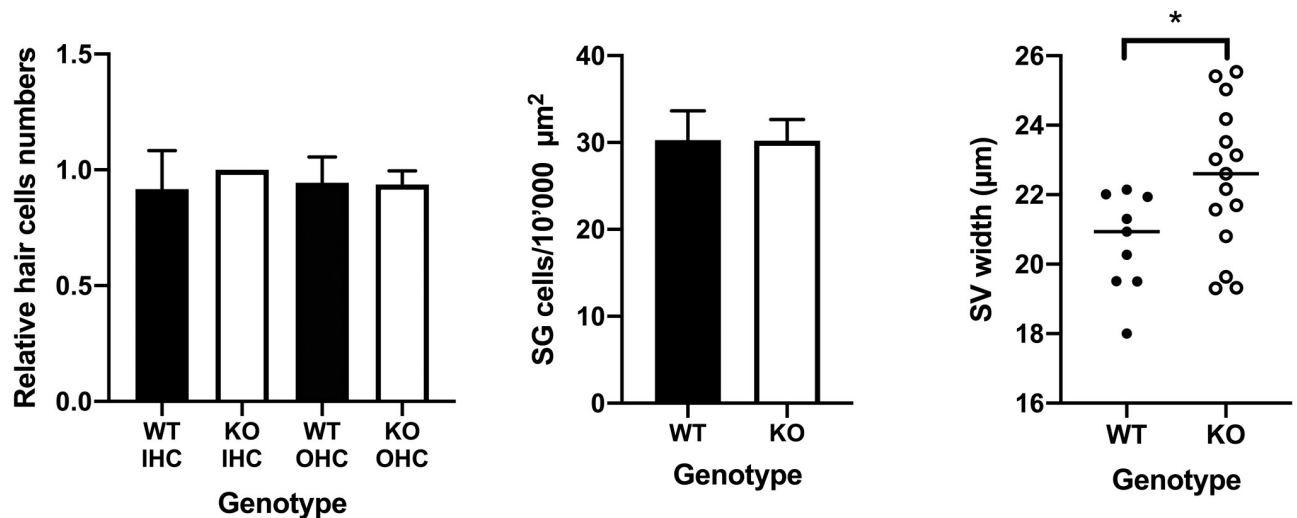 Relative hair cells numbers
1.5
1.0
0.5
0.0
WT KO WT KO
IHC IHC OHC OHC
Genotype
SG cells/10'000 µm²
40
30
20
10
0
WT KO
Genotype
*
SV width (µm)
26
24
22
20
18
16
WT KO
Genotype